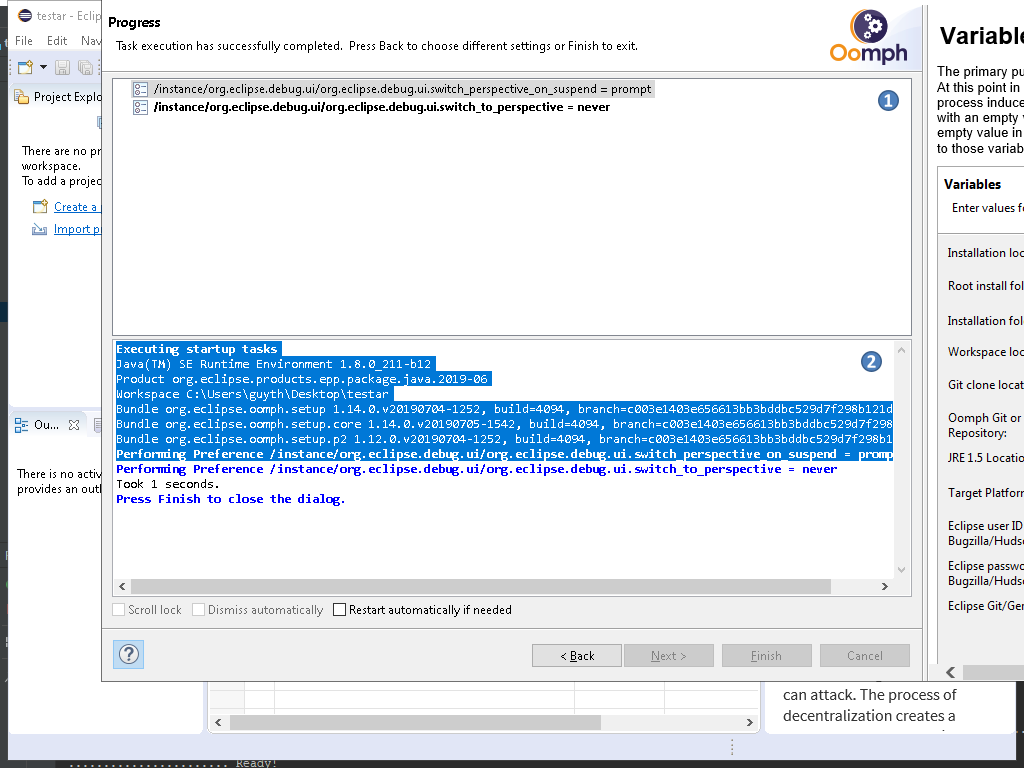 testar - Eclip
File Edit Nav
Project Explo
There are no pr
workspace.
To add a projec
Create a
Import p
Ou...
There is no activ
provides an outl
Progress
Task execution has successfully completed. Press Back to choose different settings or Finish to exit.
Oomph
/instance/org.eclipse.debug.ui/org.eclipse.debug.ui.switch_perspective_on_suspend = prompt
/instance/org.eclipse.debug.ui/org.eclipse.debug.ui.switch_to_perspective = never
1
Executing startup tasks
Java(TM) SE Runtime Environment 1.8.0_211-b12
Product org.eclipse.products.epp.package.java.2019-06
Workspace C:\Users\guyth\Desktop\testar
Bundle org.eclipse.oomph.setup 1.14.0.v20190704-1252, build=4094, branch=c003e1403e656613bb3bddbc529d7f298b121d
Bundle org.eclipse.oomph.setup.core 1.14.0.v20190705-1542, build=4094, branch=c003e1403e656613bb3bddbc529d7f298
Bundle org.eclipse.oomph.setup.p2 1.12.0.v20190704-1252, build=4094, branch=c003e1403e656613bb3bddbc529d7f298b1
Performing Preference /instance/org.eclipse.debug.ui/org.eclipse.debug.ui.switch_perspective_on_suspend = promp
Performing Preference /instance/org.eclipse.debug.ui/org.eclipse.debug.ui.switch_to_perspective = never
Took 1 seconds.
Press Finish to close the dialog.
2
Scroll lock Dismiss automatically Restart automatically if needed
?
< Back Next > Finish Cancel
Variable
The primary pu
At this point in
process induce
with an empty v
empty value in
to those variab
Variables
Enter values fo
Installation loc
Root install fol
Installation fol
Workspace loc
Git clone locat
Oomph Git or
Repository:
JRE 1.5 Locatio
Target Platform
Eclipse user ID
Bugzilla/Huds
Eclipse passwo
Bugzilla/Huds
Eclipse Git/Ger
can attack. The process of
decentralization creates a
....................... Ready!